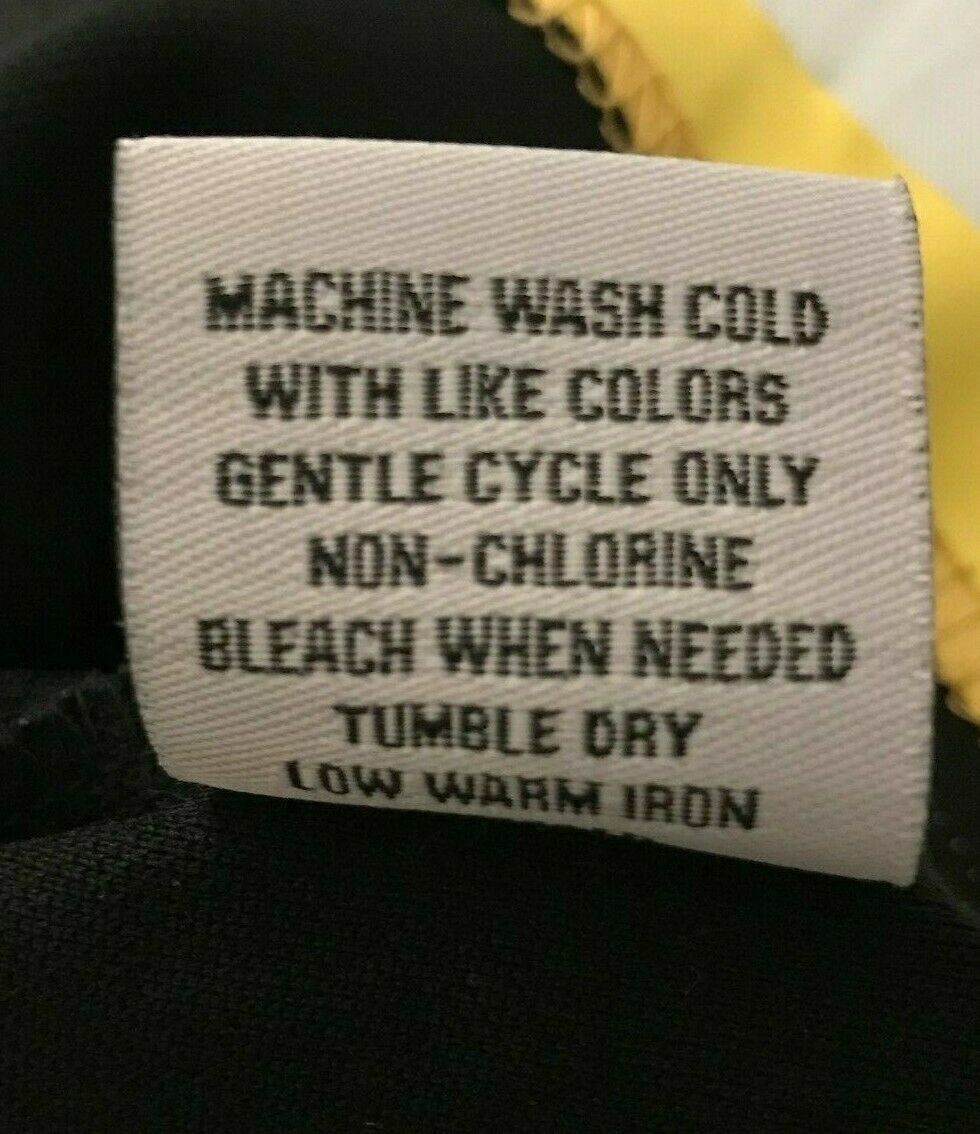 MACHINE WASH COLD
WITH LIKE COLORS
GENTLE CYCLE ONLY
NON-CHLORINE
BLEACH WHEN NEEDED
TUMBLE DRY
LOW WARM IRON